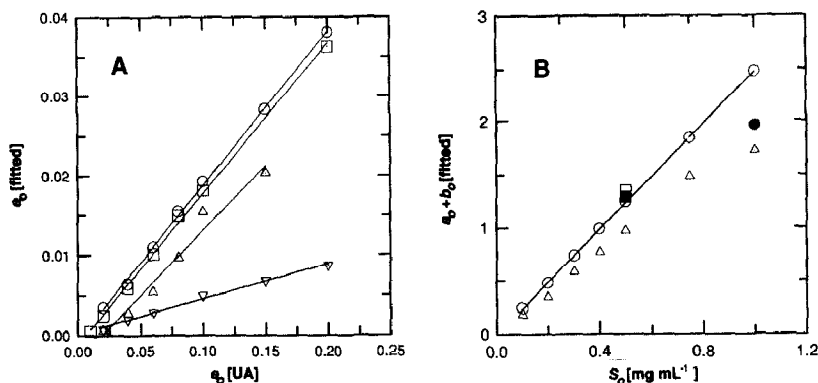 A
e₀ [fitted]
0.04
0.03
0.02
0.01
0.00
0.00 0.05 0.10 0.15 0.20 0.25
e₀ [UA]
B
a₀ + b₀ [fitted]
3
2
1
0
0 0.4 0.8 1.2
S₀ [mg mL⁻¹]